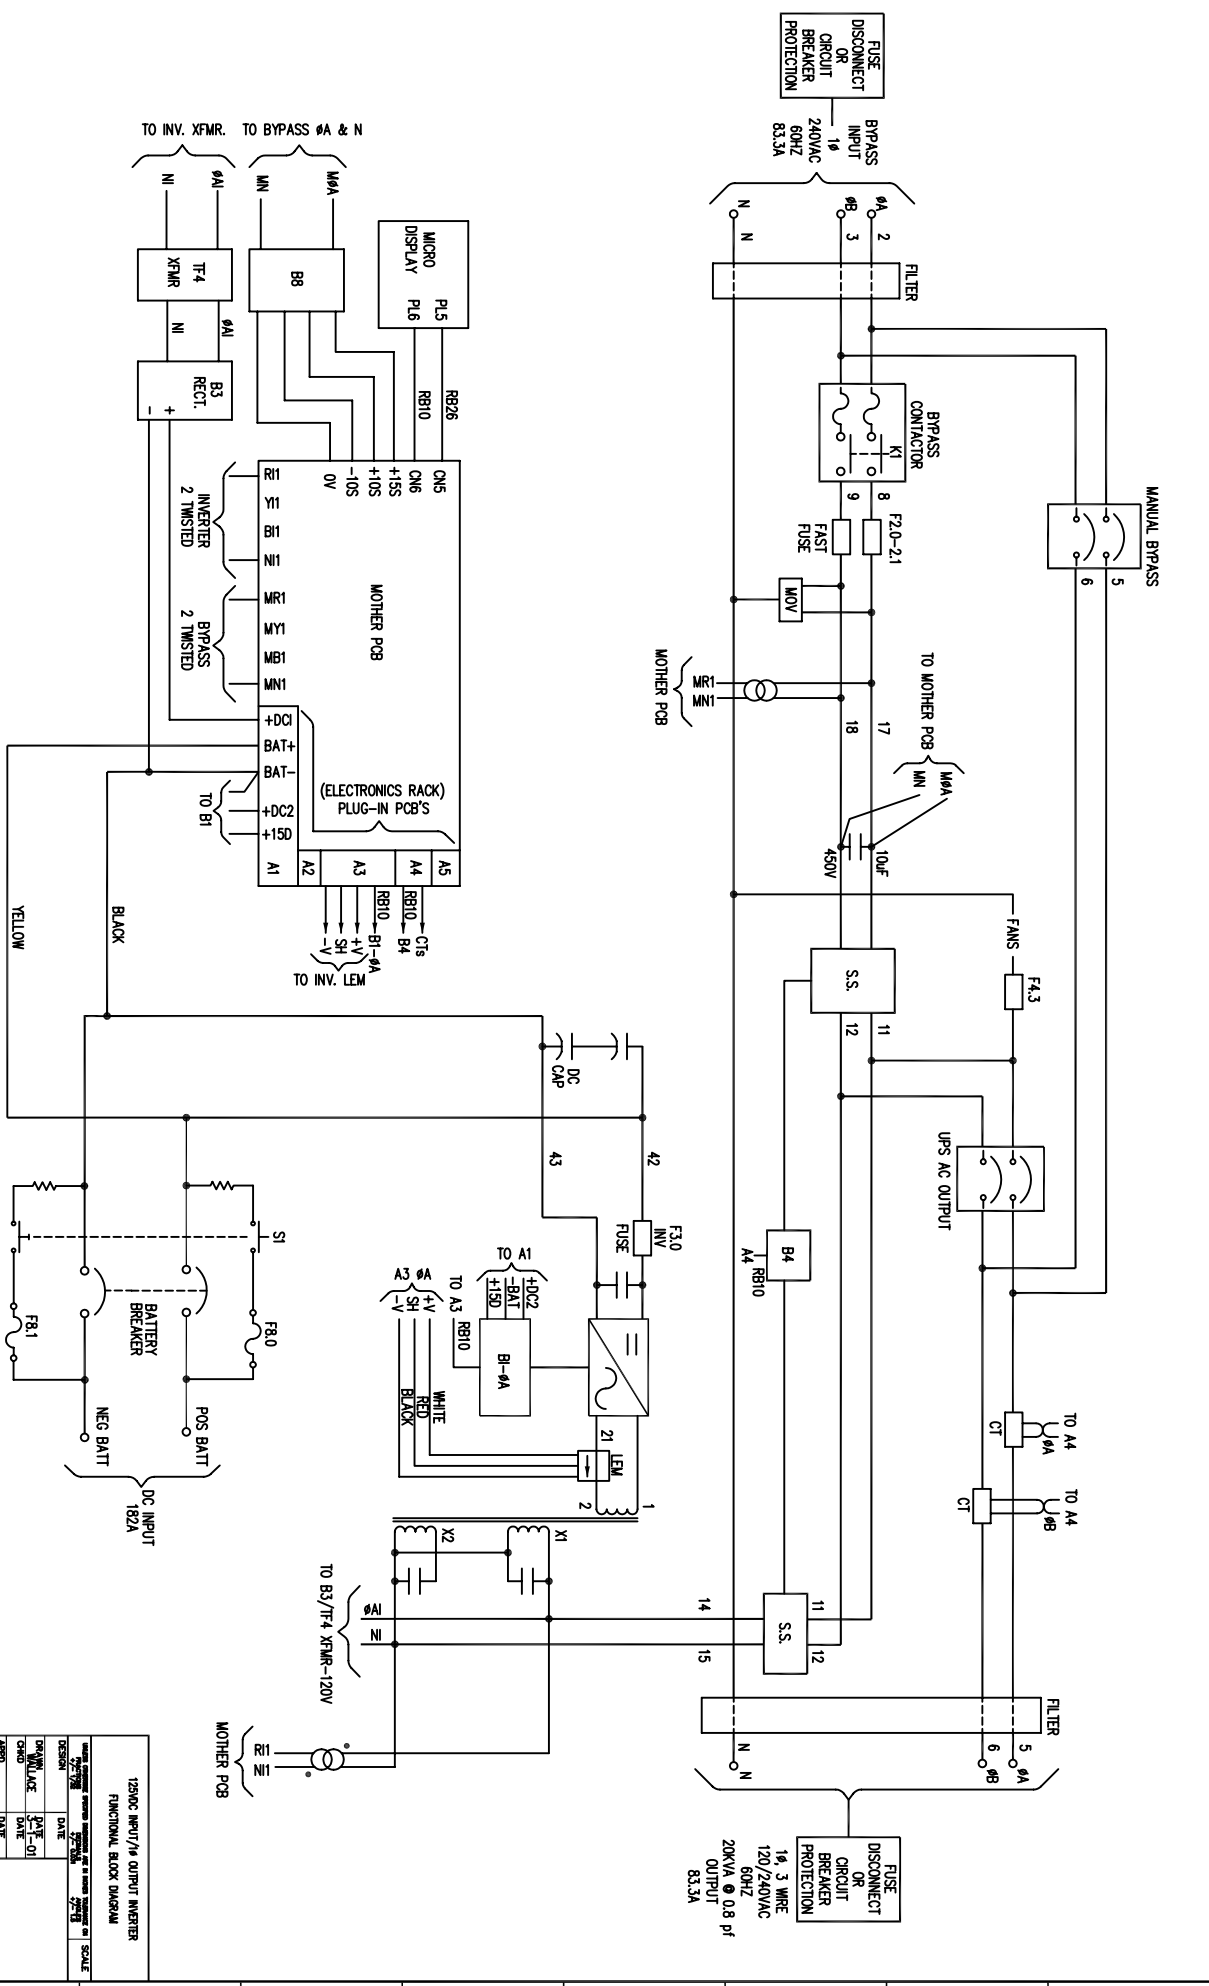 FUSE
DISCONNECT
OR
CIRCUIT
BREAKER
PROTECTION
BYPASS
INPUT
1ø
240VAC
60HZ
83.3A
N
øB
øA
N
3
2
FILTER
BYPASS
CONTACTOR
K1
8
9
F2.0-2.1
FAST
FUSE
MOV
MANUAL BYPASS
5
6
MR1
MN1
MOTHER PCB
17
18
TO MOTHER PCB
MøA
MN
10uF
450V
FANS
F4.3
S.S.
11
12
UPS AC OUTPUT
B4
RB10
A4
TO A4
øA
CT
TO A4
øB
CT
S.S.
11
12
14
15
FILTER
5
6
N
øA
øB
N
FUSE
DISCONNECT
OR
CIRCUIT
BREAKER
PROTECTION
1ø, 3 WIRE
120/240VAC
60HZ
20KVA @ 0.8 pf
OUTPUT
83.3A
TO INV. XFMR.
TO BYPASS øA & N
NI
øAI
MN
MøA
TF4
XFMR
B8
MICRO
DISPLAY
PL5
PL6
NI
øAI
B3
RECT.
+
-
RB26
RB10
CN5
CN6
+15S
+10S
-10S
0V
RI1
YI1
BI1
NI1
INVERTER
2 TWISTED
MR1
MY1
MB1
MN1
BYPASS
2 TWISTED
MOTHER PCB
+DCI
BAT+
BAT-
+DC2
+15D
TO B1
(ELECTRONICS RACK)
PLUG-IN PCB'S
A1
A2
A3
A4
A5
RB10
RB10
CTs
B4
B1-øA
+V
SH
-V
TO INV. LEM
BLACK
YELLOW
DC
CAP
42
43
F3.0
INV
FUSE
TO A1
+DC2
-BAT
+15D
TO A3
RB10
BI-øA
A3 øA
+V
SH
-V
WHITE
RED
BLACK
21
LEM
1
2
X1
X2
øAI
NI
TO B3/TF4 XFMR-120V
RI1
NI1
MOTHER PCB
S1
F8.0
F8.1
BATTERY
BREAKER
POS BATT
NEG BATT
DC INPUT
182A
125VDC INPUT/1ø OUTPUT INVERTER
FUNCTIONAL BLOCK DIAGRAM
SCALE
DESIGN
DATE
DRAWN
WALLACE
DATE
3-1-01
CHKD
DATE
APPD
DATE